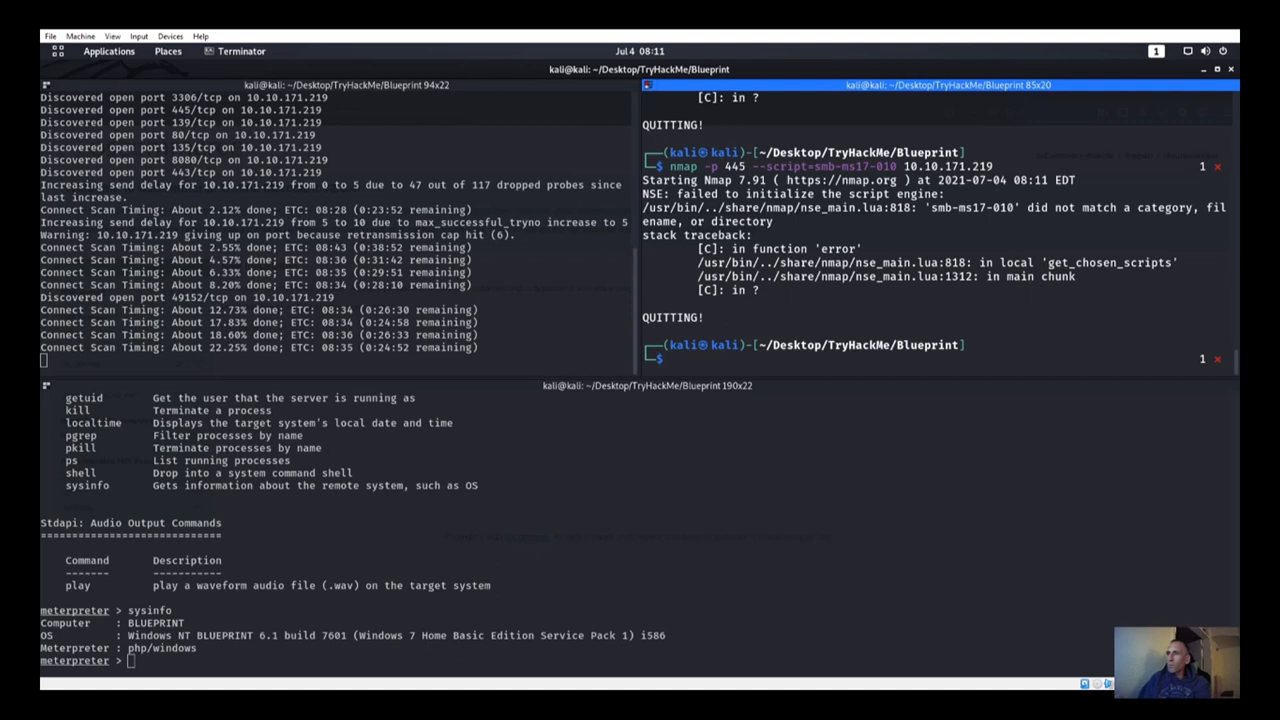 File Machine View Input Devices Help
Applications Places Terminator Jul 4 08:11 1
kali@kali: ~/Desktop/TryHackMe/Blueprint
kali@kali: ~/Desktop/TryHackMe/Blueprint 94x22
Discovered open port 3306/tcp on 10.10.171.219
Discovered open port 445/tcp on 10.10.171.219
Discovered open port 139/tcp on 10.10.171.219
Discovered open port 80/tcp on 10.10.171.219
Discovered open port 8080/tcp on 10.10.171.219
Discovered open port 443/tcp on 10.10.171.219
Increasing send delay for 10.10.171.219 from 0 to 5 due to 47 out of 117 dropped probes since
last increase.
Connect Scan Timing: About 2.12% done; ETC: 08:28 (0:23:52 remaining)
Increasing send delay for 10.10.171.219 from 5 to 10 due to max_successful_tryno increase to 5
Warning: 10.10.171.219 giving up on port because retransmission cap hit (6).
Connect Scan Timing: About 2.55% done; ETC: 08:43 (0:38:52 remaining)
Connect Scan Timing: About 4.57% done; ETC: 08:36 (0:31:42 remaining)
Connect Scan Timing: About 6.33% done; ETC: 08:35 (0:29:51 remaining)
Connect Scan Timing: About 8.20% done; ETC: 08:34 (0:28:10 remaining)
Discovered open port 49152/tcp on 10.10.171.219
Connect Scan Timing: About 12.73% done; ETC: 08:34 (0:26:30 remaining)
Connect Scan Timing: About 17.83% done; ETC: 08:34 (0:24:58 remaining)
Connect Scan Timing: About 18.60% done; ETC: 08:36 (0:26:33 remaining)
Connect Scan Timing: About 22.25% done; ETC: 08:35 (0:24:52 remaining)
kali@kali: ~/Desktop/TryHackMe/Blueprint 85x20
[C]: in ?
QUITTING!
┌──(kali㉿kali)-[~/Desktop/TryHackMe/Blueprint]
└─$ nmap -p 445 --script=smb-ms17-010 10.10.171.219 1 ⨯
Starting Nmap 7.91 ( https://nmap.org ) at 2021-07-04 08:11 EDT
NSE: failed to initialize the script engine:
/usr/bin/../share/nmap/nse_main.lua:818: 'smb-ms17-010' did not match a category, fil
ename, or directory
stack traceback:
[C]: in function 'error'
/usr/bin/../share/nmap/nse_main.lua:818: in local 'get_chosen_scripts'
/usr/bin/../share/nmap/nse_main.lua:1312: in main chunk
[C]: in ?
QUITTING!
┌──(kali㉿kali)-[~/Desktop/TryHackMe/Blueprint]
└─$ 1 ⨯
kali@kali: ~/Desktop/TryHackMe/Blueprint 190x22
getuid Get the user that the server is running as
kill Terminate a process
localtime Displays the target system's local date and time
pgrep Filter processes by name
pkill Terminate processes by name
ps List running processes
shell Drop into a system command shell
sysinfo Gets information about the remote system, such as OS
Stdapi: Audio Output Commands
=============================
Command Description
------- -----------
play play a waveform audio file (.wav) on the target system
meterpreter > sysinfo
Computer : BLUEPRINT
OS : Windows NT BLUEPRINT 6.1 build 7601 (Windows 7 Home Basic Edition Service Pack 1) i586
Meterpreter : php/windows
meterpreter >